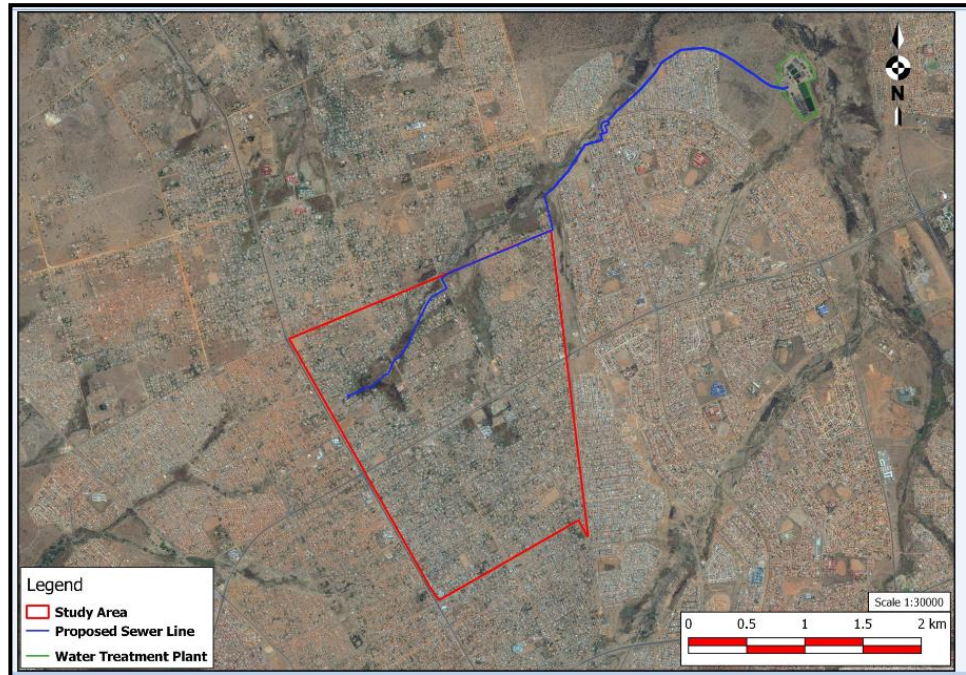 N
Legend
Study Area
Proposed Sewer Line
Water Treatment Plant
Scale 1:30000
0 0.5 1 1.5 2 km